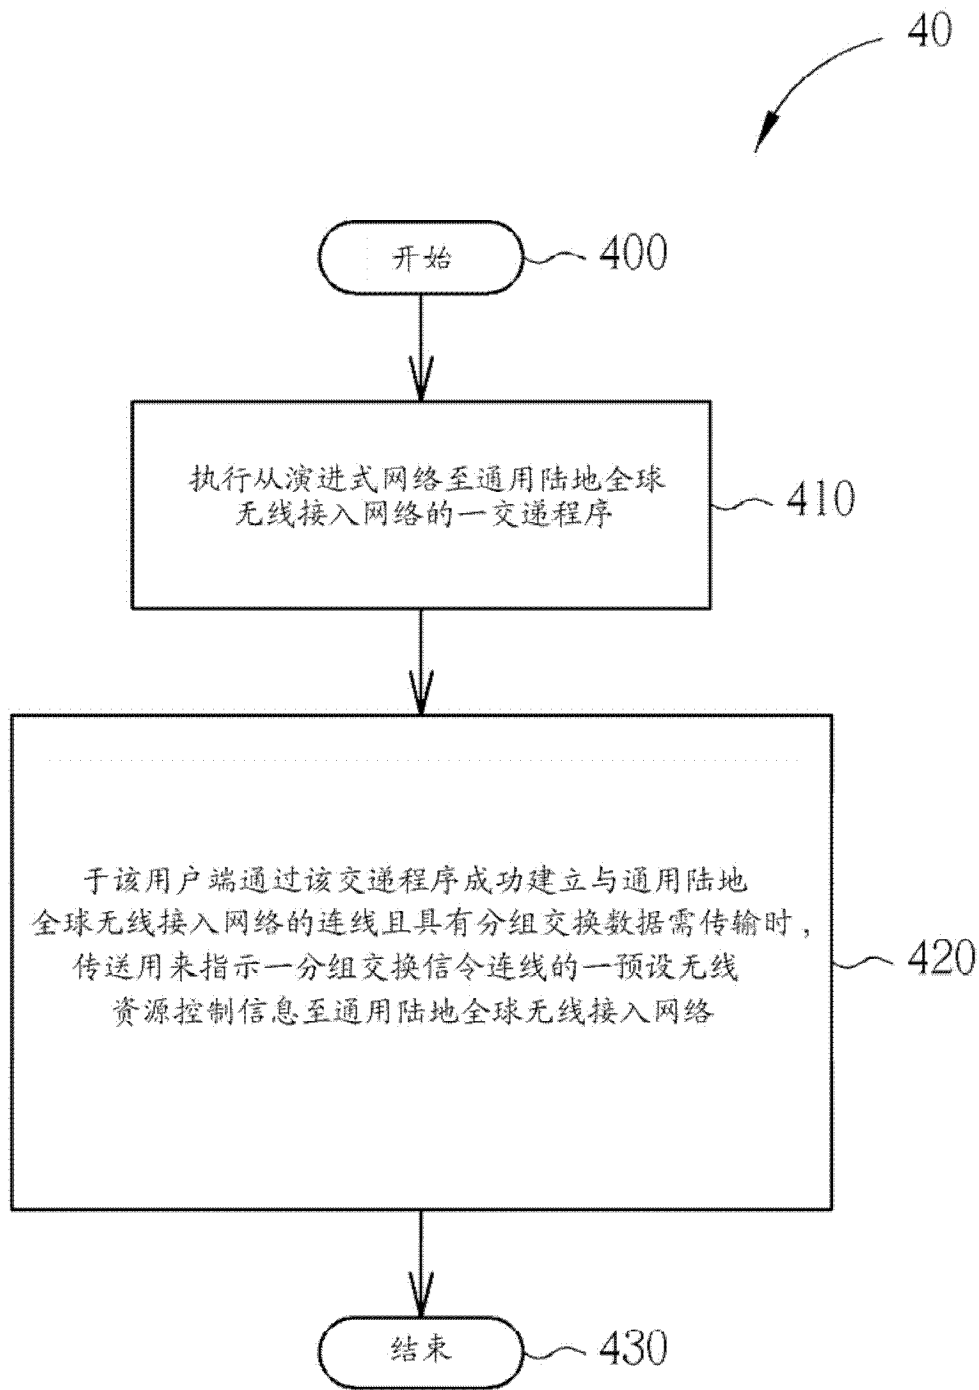 40
开始
400
执行从演进式网络至通用陆地全球
无线接入网络的一交递程序
410
于该用户端通过该交递程序成功建立与通用陆地
全球无线接入网络的连线且具有分组交换数据需传输时,
传送用来指示一分组交换信令连线的一预设无线
资源控制信息至通用陆地全球无线接入网络
420
结束
430